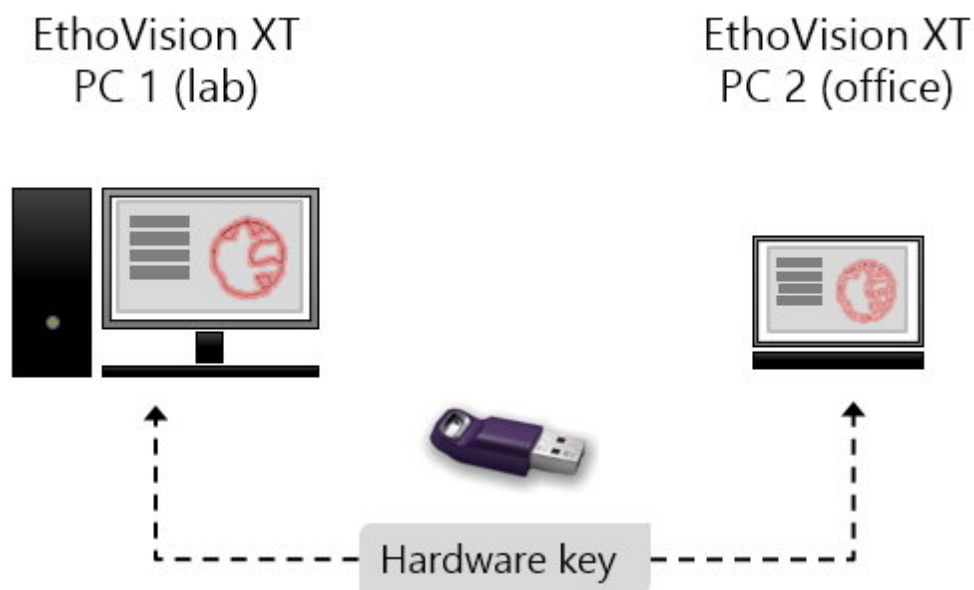 EthoVision XT
PC 1 (lab)
EthoVision XT
PC 2 (office)
Hardware key